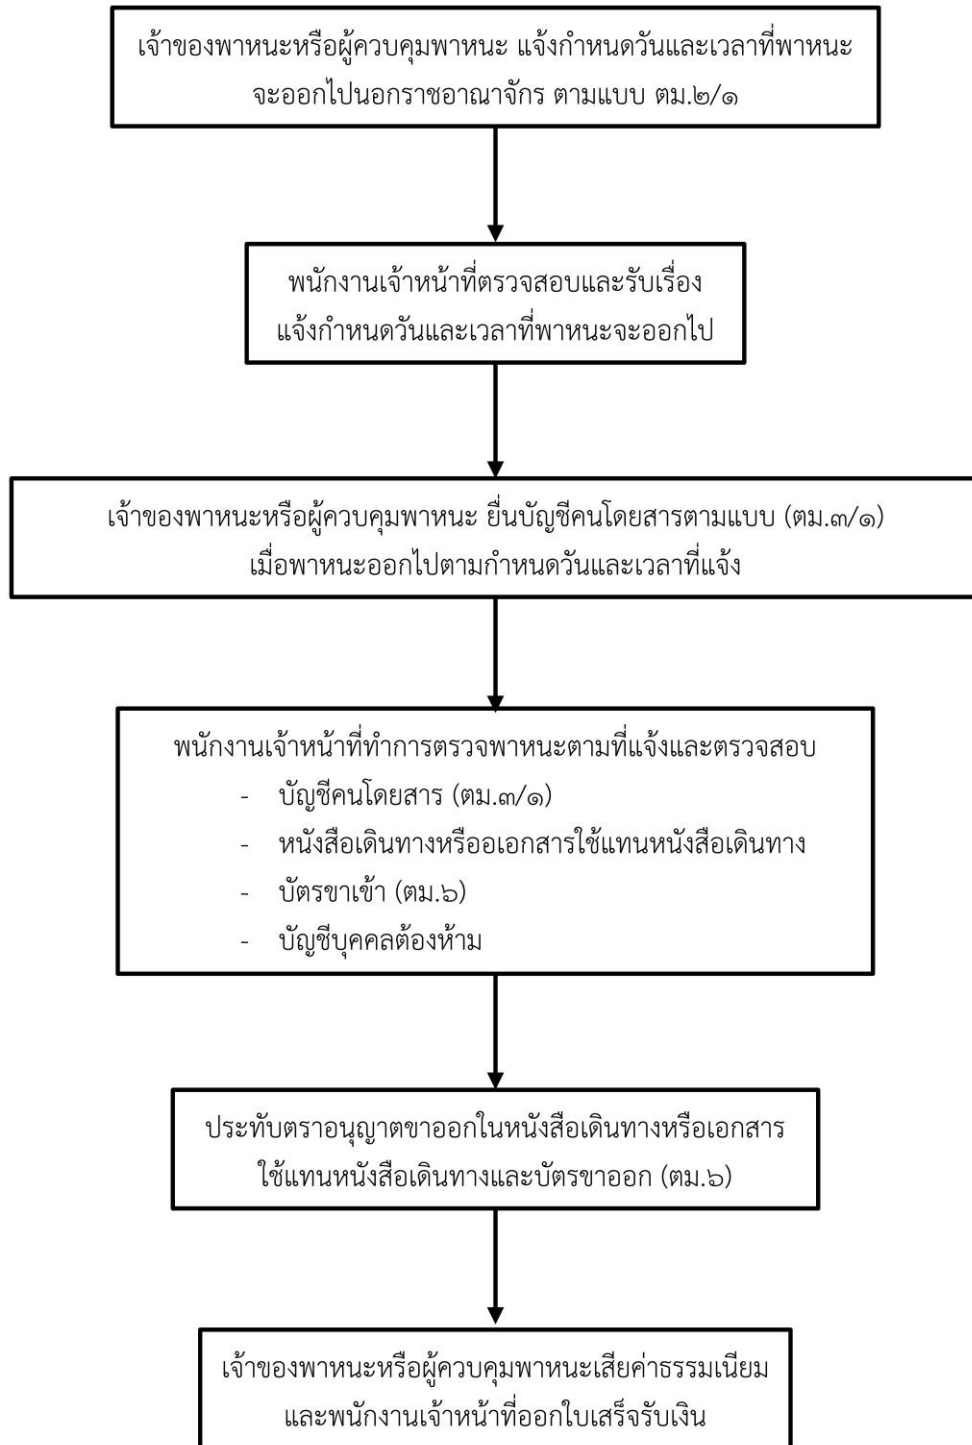 เจ้าของพาหนะหรือผู้ควบคุมพาหนะ แจ้งกำหนดวันและเวลาที่พาหนะ
จะออกไปนอกราชอาณาจักร ตามแบบ ตม.๒/๑
พนักงานเจ้าหน้าที่ตรวจสอบและรับเรื่อง
แจ้งกำหนดวันและเวลาที่พาหนะจะออกไป
เจ้าของพาหนะหรือผู้ควบคุมพาหนะ ยื่นบัญชีคนโดยสารตามแบบ (ตม.๓/๑)
เมื่อพาหนะออกไปตามกำหนดวันและเวลาที่แจ้ง
พนักงานเจ้าหน้าที่ทำการตรวจพาหนะตามที่แจ้งและตรวจสอบ
- บัญชีคนโดยสาร (ตม.๓/๑)
- หนังสือเดินทางหรืออเอกสารใช้แทนหนังสือเดินทาง
- บัตรขาเข้า (ตม.๖)
- บัญชีบุคคลต้องห้าม
ประทับตราอนุญาตขาออกในหนังสือเดินทางหรือเอกสาร
ใช้แทนหนังสือเดินทางและบัตรขาออก (ตม.๖)
เจ้าของพาหนะหรือผู้ควบคุมพาหนะเสียค่าธรรมเนียม
และพนักงานเจ้าหน้าที่ออกใบเสร็จรับเงิน